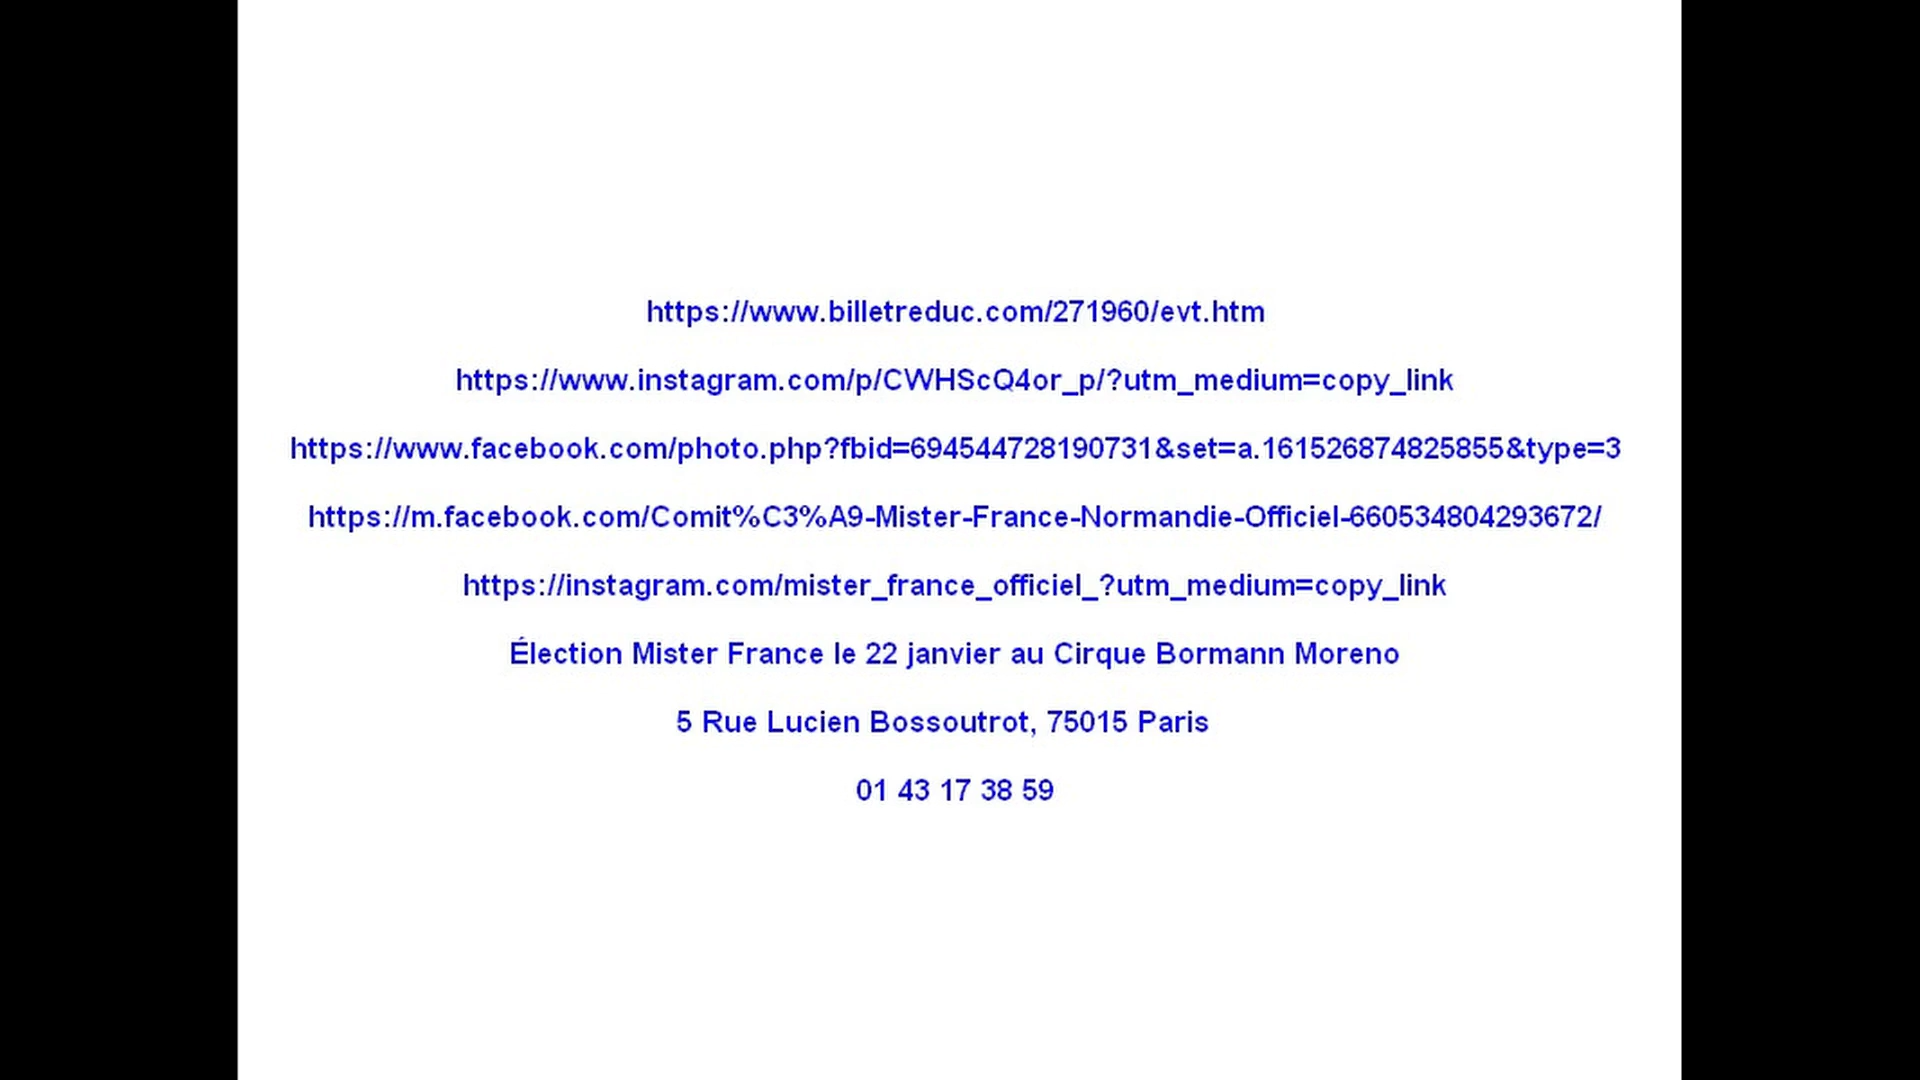 https://www.billetreduc.com/271960/evt.htm
https://www.instagram.com/p/CWHScQ4or_p/?utm_medium=copy_link
https://www.facebook.com/photo.php?fbid=694544728190731&set=a.161526874825855&type=3
https://m.facebook.com/Comit%C3%A9-Mister-France-Normandie-Officiel-660534804293672/
https://instagram.com/mister_france_officiel_?utm_medium=copy_link
Élection Mister France le 22 janvier au Cirque Bormann Moreno
5 Rue Lucien Bossoutrot, 75015 Paris
01 43 17 38 59